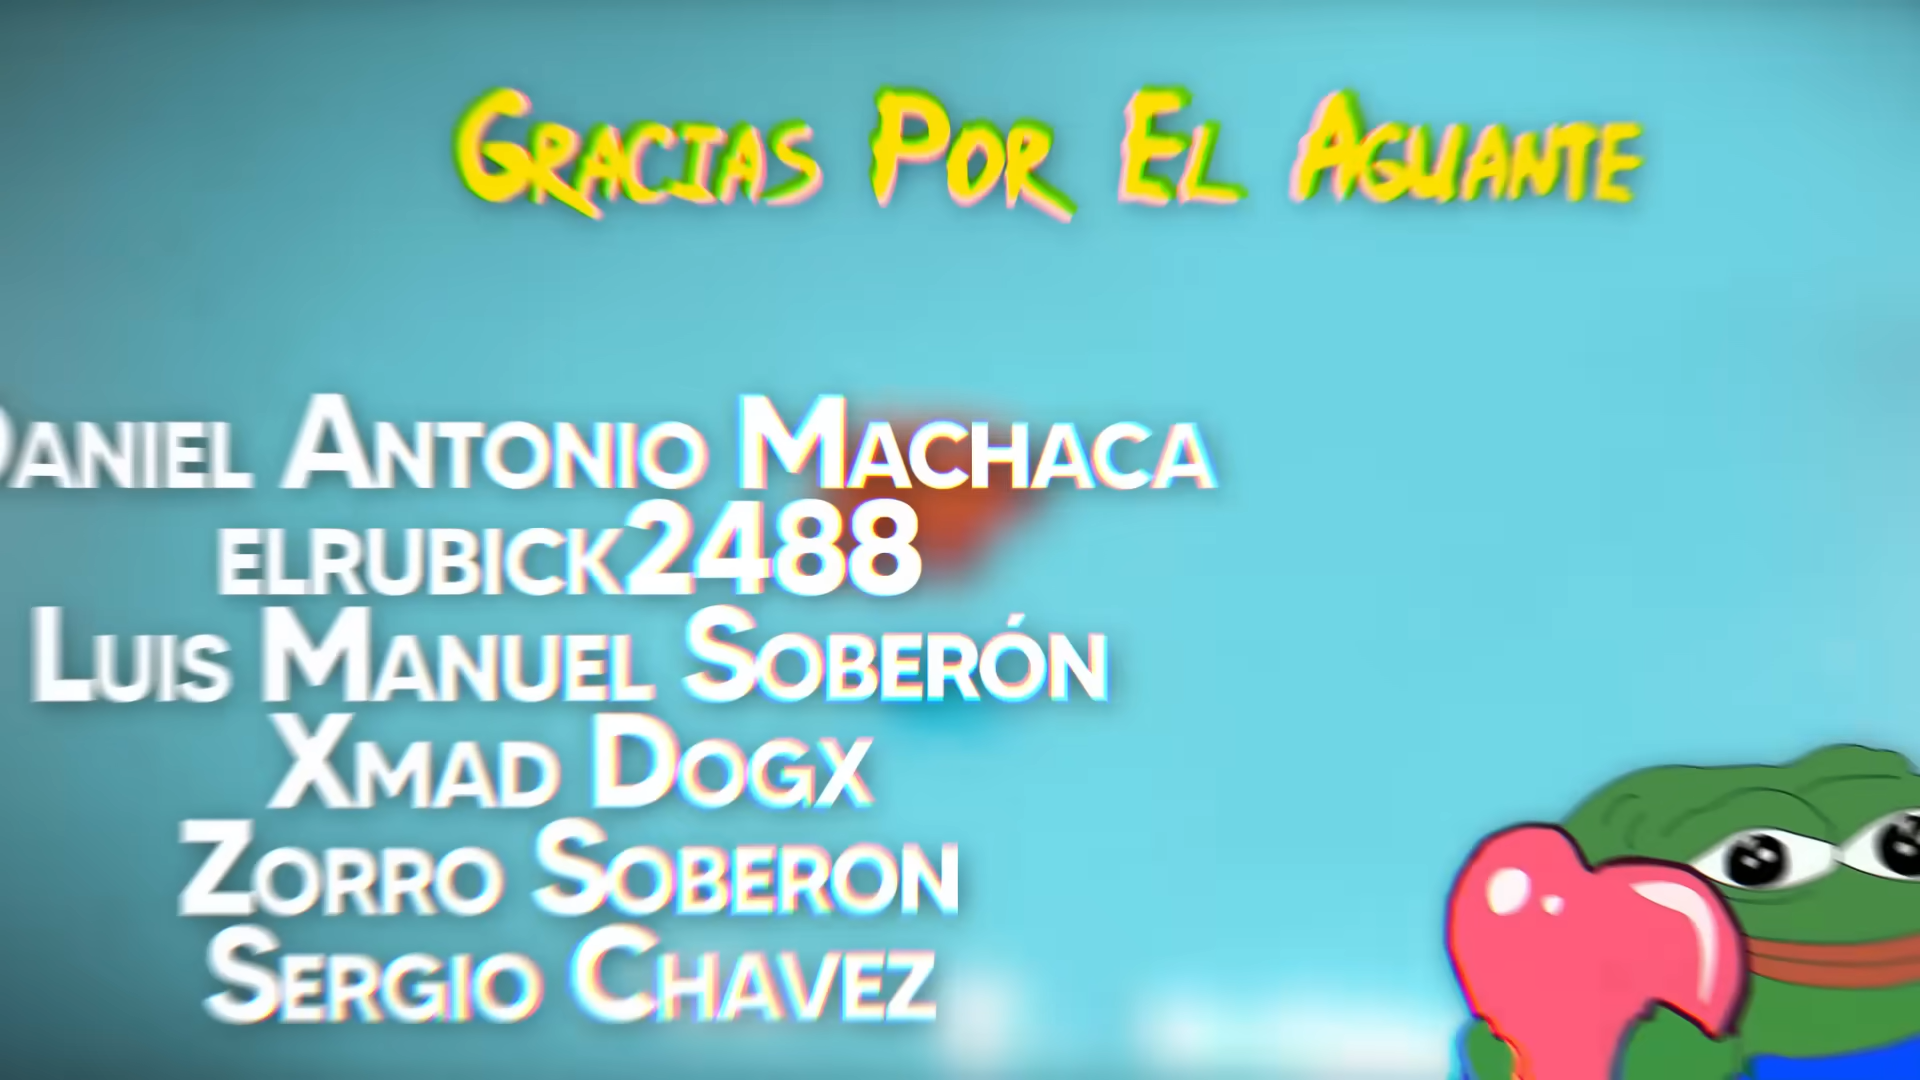 Gracias Por El Aguante
Daniel Antonio Machaca
elrubick2488
Luis Manuel Soberón
Xmad Dogx
Zorro Soberon
Sergio Chavez